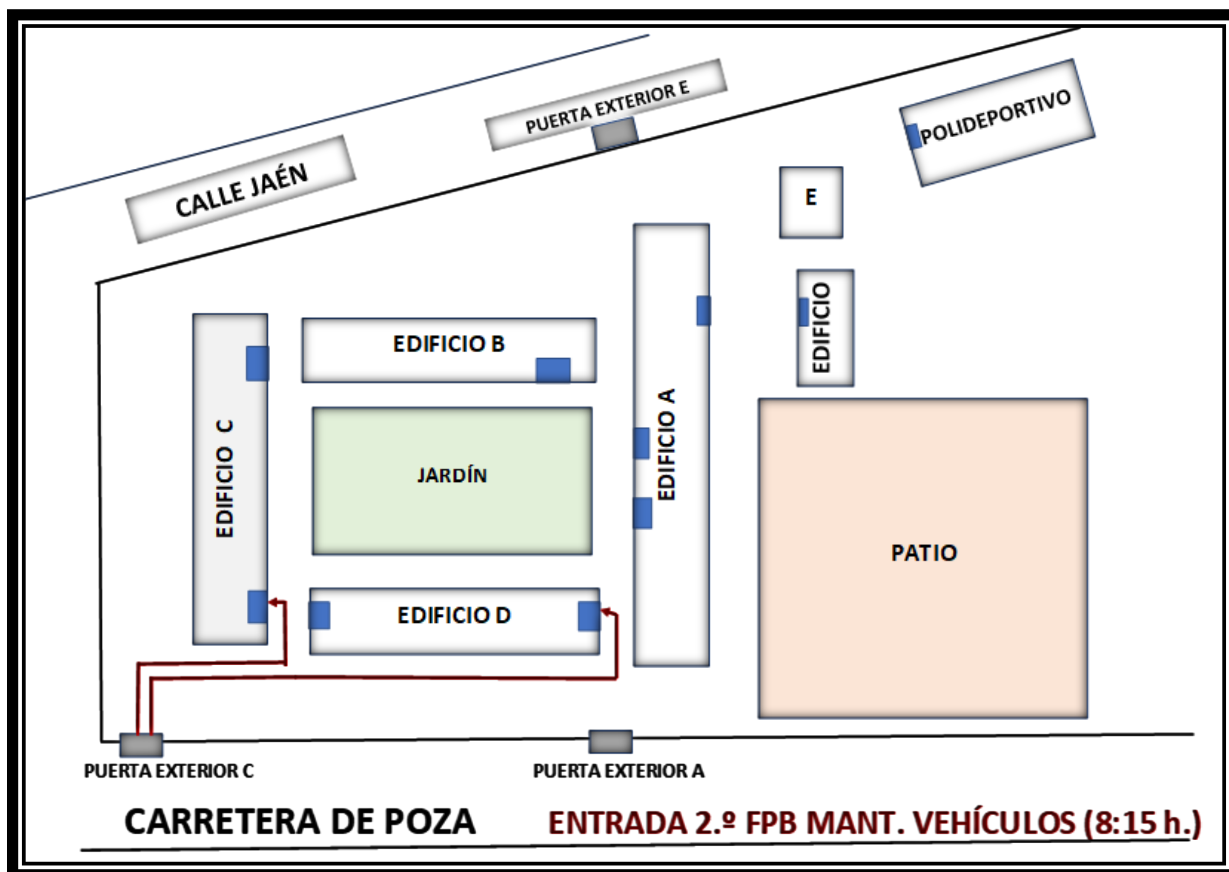 PUERTA EXTERIOR E
POLIDEPORTIVO
CALLE JAÉN
E
EDIFICIO
EDIFICIO B
EDIFICIO A
EDIFICIO C
JARDÍN
PATIO
EDIFICIO D
PUERTA EXTERIOR C
PUERTA EXTERIOR A
CARRETERA DE POZA
ENTRADA 2.º FPB MANT. VEHÍCULOS (8:15 h.)